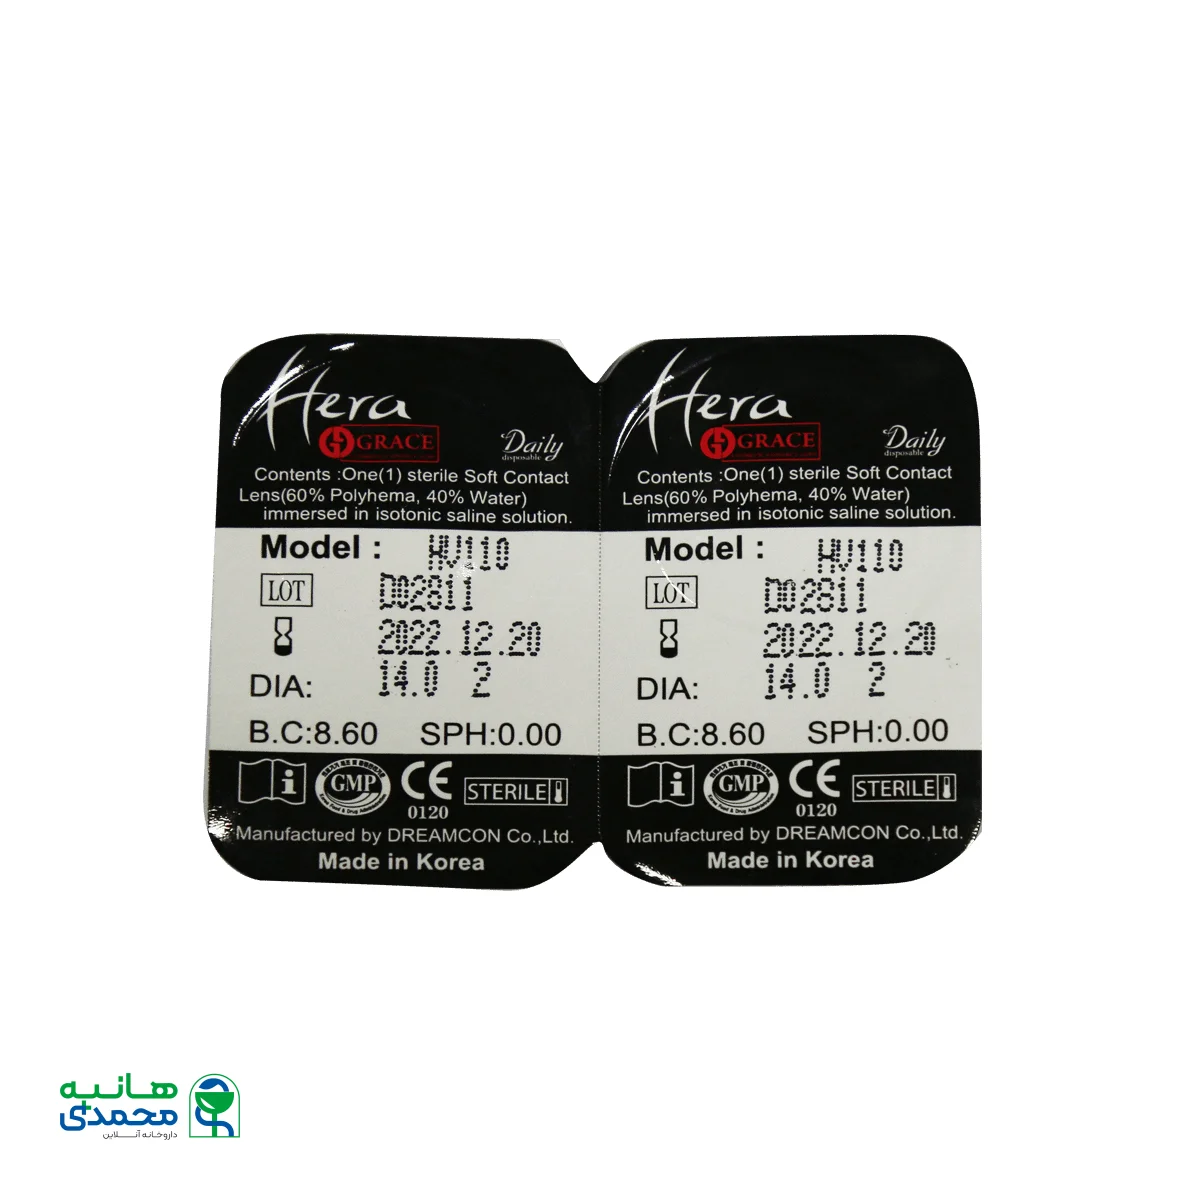 Hera
GRACE
Daily
disposable
Contents :One(1) sterile Soft Contact
Lens(60% Polyhema, 40% Water)
immersed in isotonic saline solution.
Model : HV110
LOT D02811
2022.12.20
DIA: 14.0 2
B.C:8.60 SPH:0.00
GMP
CE
0120
STERILE
Manufactured by DREAMCON Co.,Ltd.
Made in Korea
Hera
GRACE
Daily
disposable
Contents :One(1) sterile Soft Contact
Lens(60% Polyhema, 40% Water)
immersed in isotonic saline solution.
Model : HV110
LOT D02811
2022.12.20
DIA: 14.0 2
B.C:8.60 SPH:0.00
GMP
CE
0120
STERILE
Manufactured by DREAMCON Co.,Ltd.
Made in Korea
هانیه
محمدی
داروخانه آنلاین